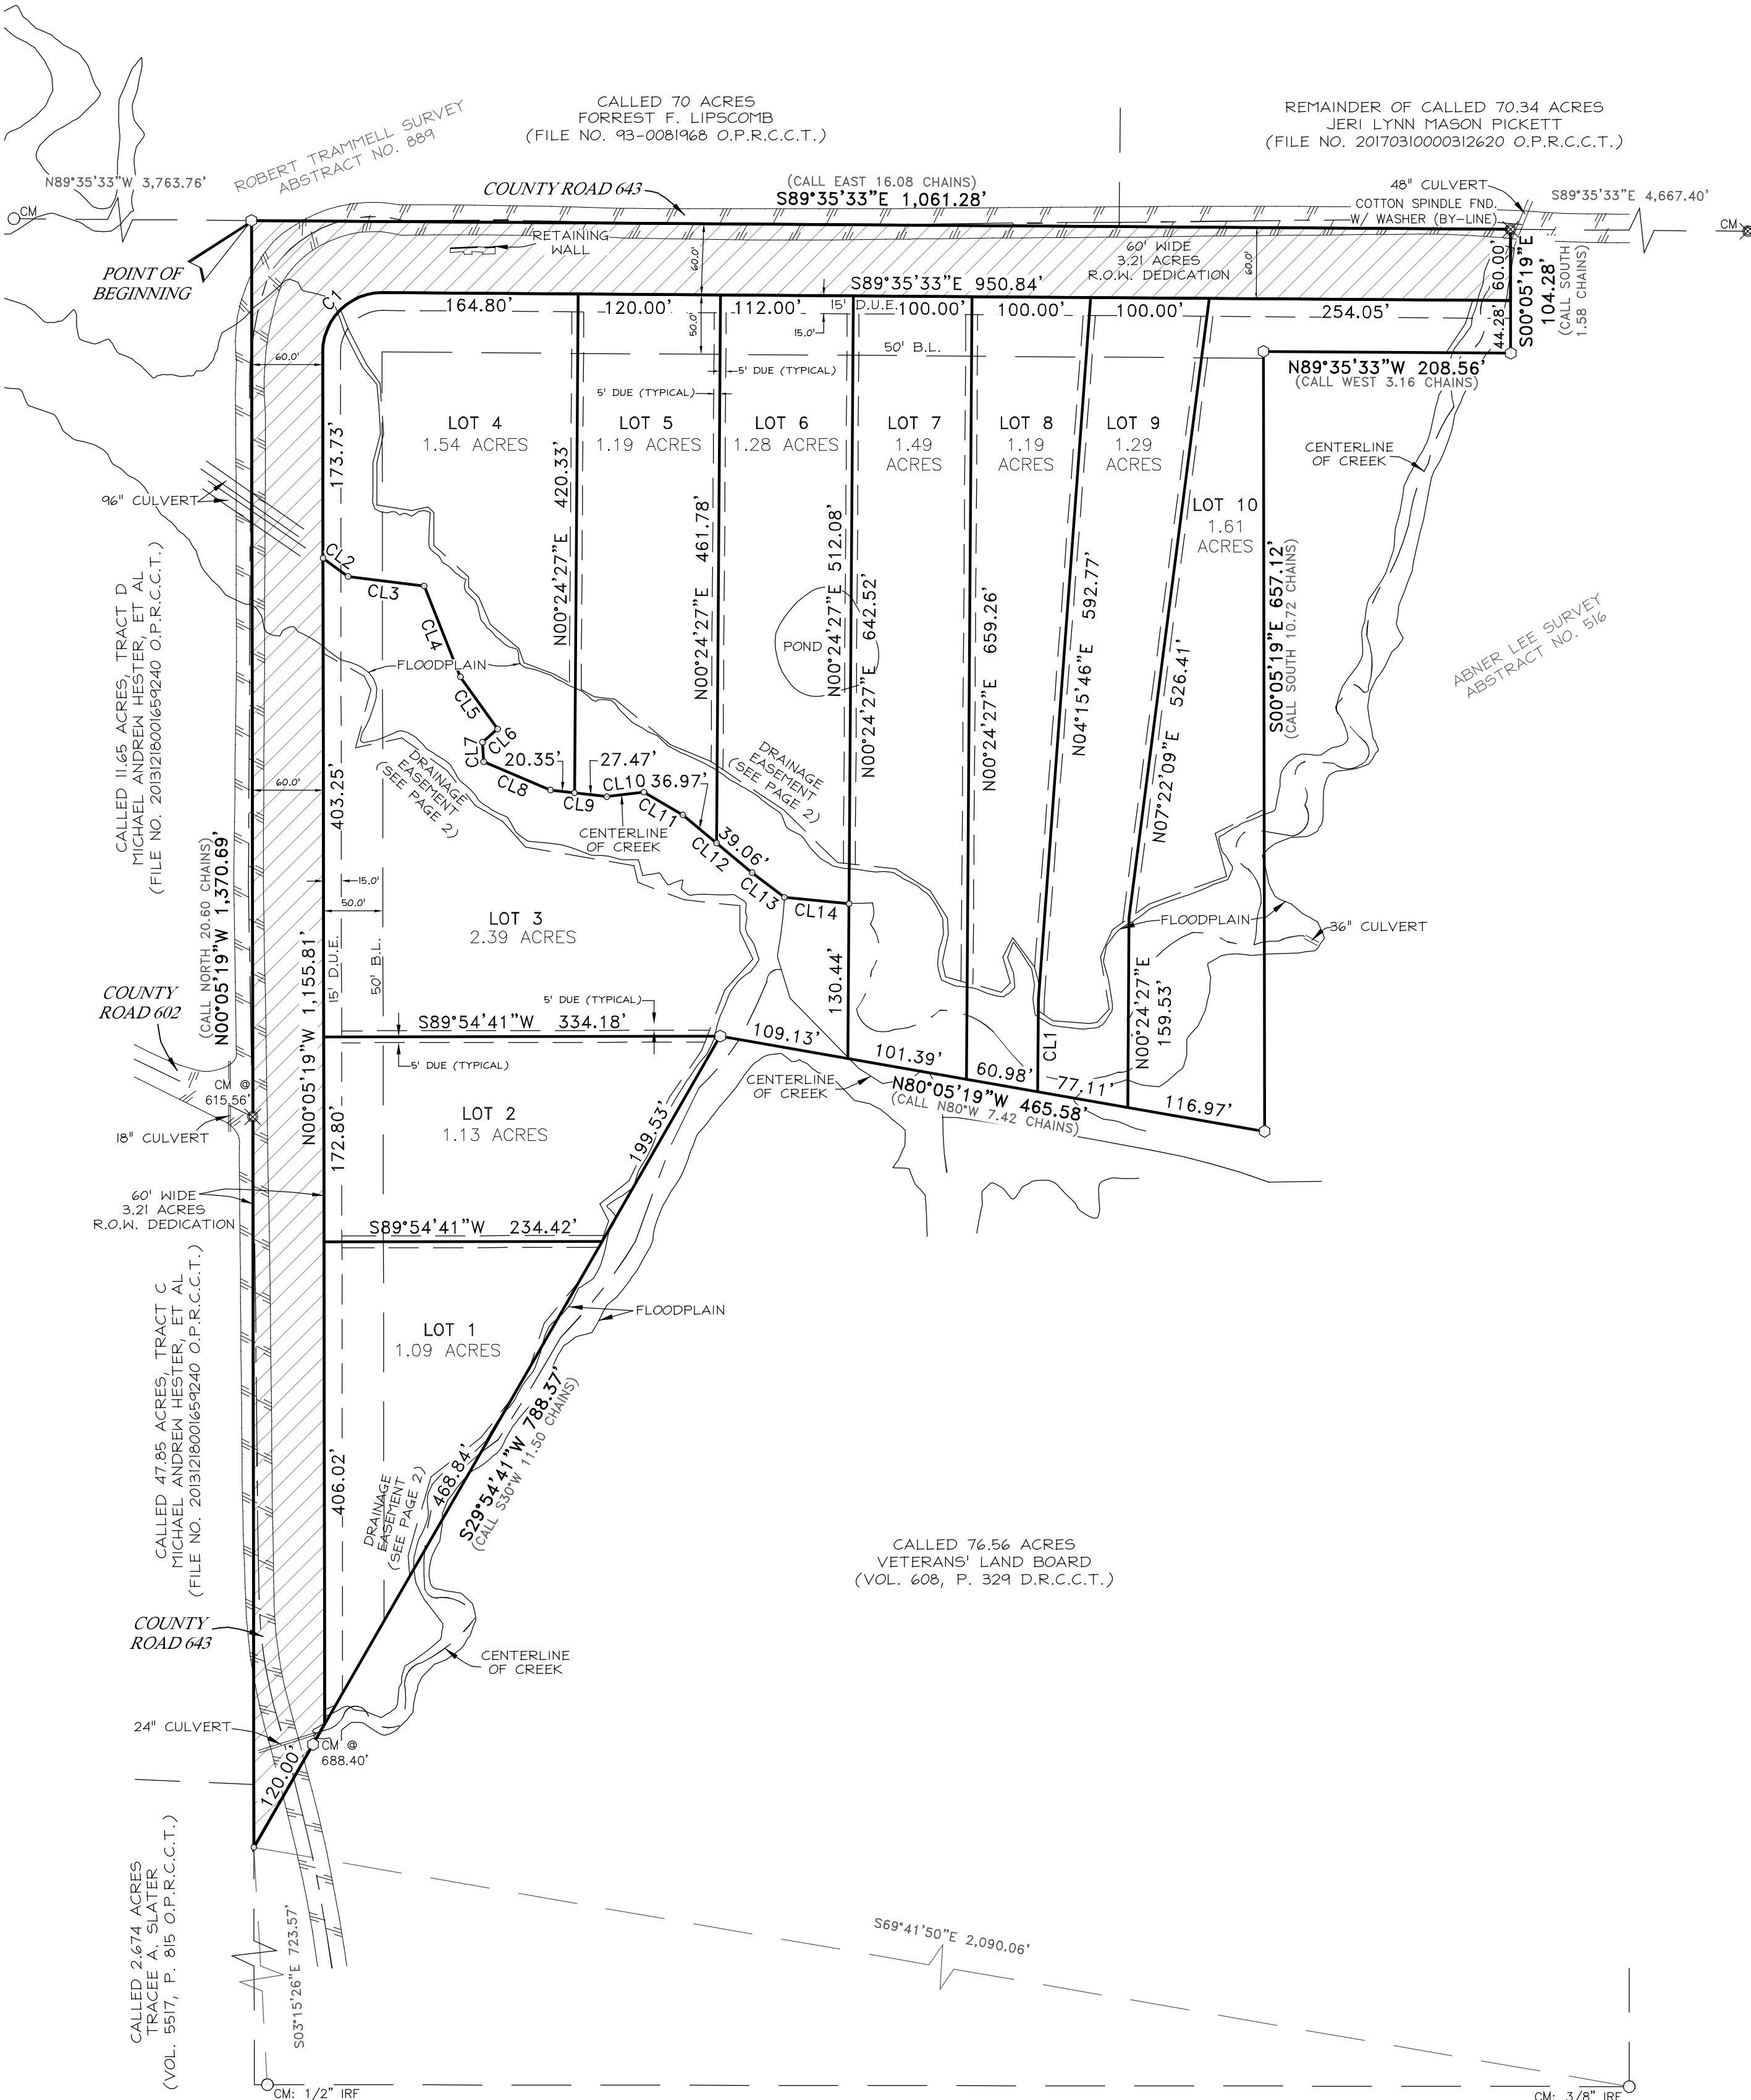 CALLED 70 ACRES
FORREST F. LIPSCOMB
(FILE NO. 93-0081968 O.P.R.C.C.T.)
REMAINDER OF CALLED 70.34 ACRES
JERI LYNN MASON PICKETT
(FILE NO. 20170310000312620 O.P.R.C.C.T.)
ROBERT TRAMMELL SURVEY
ABSTRACT NO. 889
N89°35'33"W 3,763.76'
CM
COUNTY ROAD 643
(CALL EAST 16.08 CHAINS)
S89°35'33"E 1,061.28'
48" CULVERT
COTTON SPINDLE FND.
W/ WASHER (BY-LINE)
S89°35'33"E 4,667.40'
CM
POINT OF
BEGINNING
RETAINING
WALL
60.0'
60' WIDE
3.21 ACRES
R.O.W. DEDICATION
60.0'
60.00'
S00°05'19"E
104.28'
(CALL SOUTH
1.58 CHAINS)
44.28'
S89°35'33"E 950.84'
C1
164.80'
120.00'
112.00'
15' D.U.E.
100.00'
100.00'
100.00'
254.05'
50.0'
15.0'
50' B.L.
60.0'
N89°35'33"W 208.56'
(CALL WEST 3.16 CHAINS)
5' DUE (TYPICAL)
5' DUE (TYPICAL)
LOT 4
1.54 ACRES
LOT 5
1.19 ACRES
LOT 6
1.28 ACRES
LOT 7
1.49
ACRES
LOT 8
1.19
ACRES
LOT 9
1.29
ACRES
LOT 10
1.61
ACRES
CENTERLINE
OF CREEK
173.73'
96" CULVERT
N00°24'27"E 420.33'
N00°24'27"E 461.78'
N00°24'27"E 512.08'
N00°24'27"E 642.52'
N00°24'27"E 659.26'
N04°15'46"E 592.77'
N07°22'09"E 526.41'
S00°05'19"E 657.12'
(CALL SOUTH 10.72 CHAINS)
ABNER LEE SURVEY
ABSTRACT NO. 516
CALLED 11.65 ACRES, TRACT D
MICHAEL ANDREW HESTER, ET AL
(FILE NO. 20131218001659240 O.P.R.C.C.T.)
CL2
CL3
CL4
CL5
CL6
CL7
CL8
20.35'
CL9
27.47'
CL10
36.97'
CL11
39.06'
CL12
CL13
CL14
FLOODPLAIN
POND
DRAINAGE
EASEMENT
(SEE PAGE 2)
DRAINAGE
EASEMENT
(SEE PAGE 2)
CENTERLINE
OF CREEK
60.0'
403.25'
15.0'
50.0'
LOT 3
2.39 ACRES
FLOODPLAIN
36" CULVERT
(CALL NORTH 20.60 CHAINS)
N00°05'19"W 1,370.69'
N00°05'19"W 1,155.81'
15' D.U.E.
50' B.L.
COUNTY
ROAD 602
130.44'
CL1
N00°24'27"E
159.53'
5' DUE (TYPICAL)
S89°54'41"W 334.18'
5' DUE (TYPICAL)
109.13'
101.39'
60.98'
77.11'
116.97'
N80°05'19"W 465.58'
(CALL N80°W 7.42 CHAINS)
CENTERLINE
OF CREEK
CM @
615.56'
18" CULVERT
LOT 2
1.13 ACRES
172.80'
199.53'
60' WIDE
3.21 ACRES
R.O.W. DEDICATION
S89°54'41"W 234.42'
FLOODPLAIN
LOT 1
1.09 ACRES
CALLED 47.85 ACRES, TRACT C
MICHAEL ANDREW HESTER, ET AL
(FILE NO. 20131218001659240 O.P.R.C.C.T.)
406.02'
468.84'
S29°54'41"W 788.37'
(CALL S30°W 11.50 CHAINS)
DRAINAGE
EASEMENT
(SEE PAGE 2)
CALLED 76.56 ACRES
VETERANS' LAND BOARD
(VOL. 608, P. 329 D.R.C.C.T.)
COUNTY
ROAD 643
CENTERLINE
OF CREEK
24" CULVERT
CM @
688.40'
120.00'
CALLED 2.674 ACRES
TRACEE A. SLATER
(VOL. 5517, P. 815 O.P.R.C.C.T.)
S03°15'26"E 723.57'
S69°41'50"E 2,090.06'
CM: 1/2" IRF
CM: 3/8" IRF